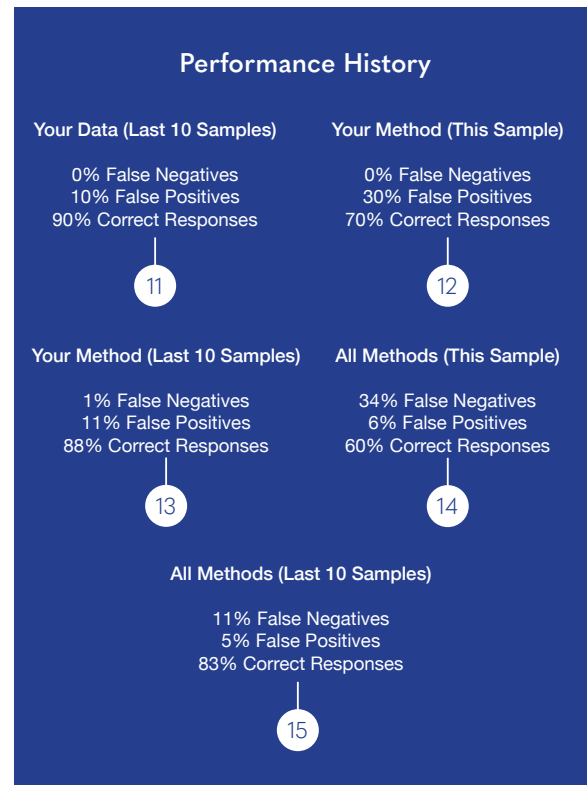 Performance History
Your Data (Last 10 Samples)
0% False Negatives
10% False Positives
90% Correct Responses
11
Your Method (This Sample)
0% False Negatives
30% False Positives
70% Correct Responses
12
Your Method (Last 10 Samples)
1% False Negatives
11% False Positives
88% Correct Responses
13
All Methods (This Sample)
34% False Negatives
6% False Positives
60% Correct Responses
14
All Methods (Last 10 Samples)
11% False Negatives
5% False Positives
83% Correct Responses
15